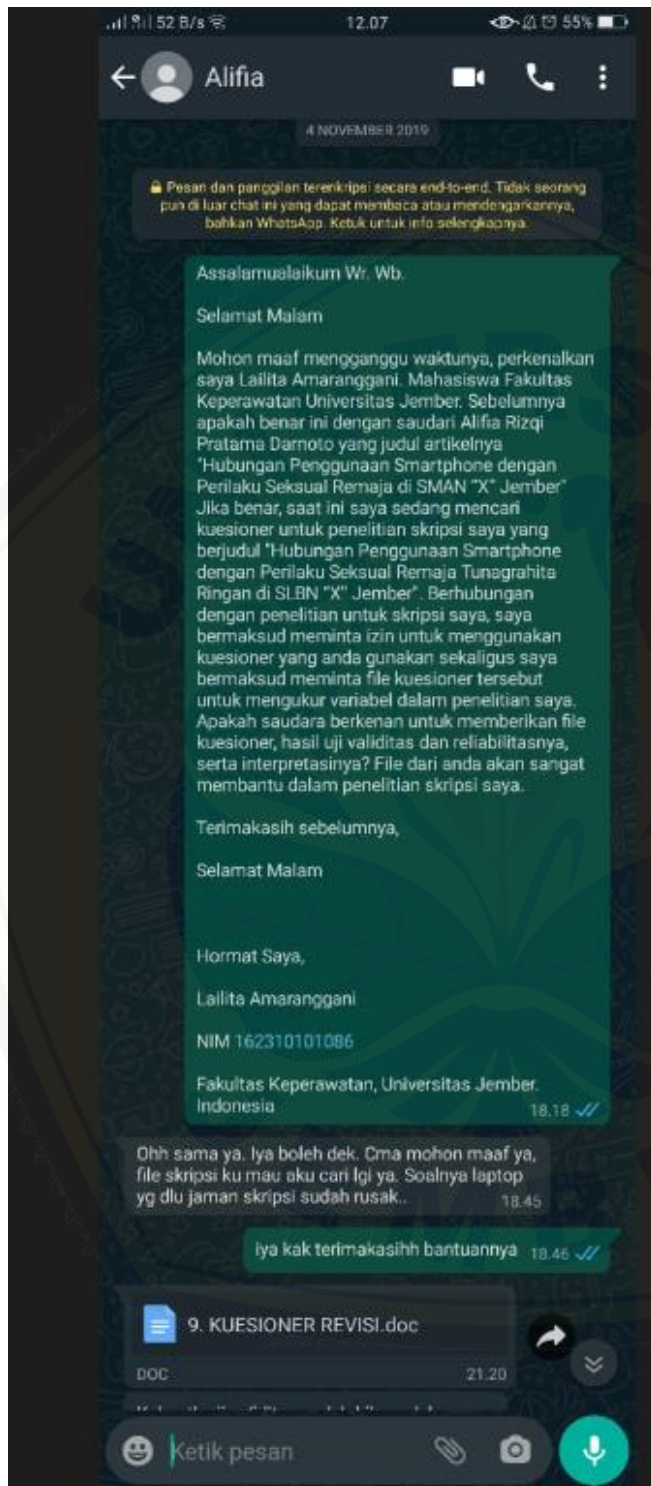 52 B/s 12.07 55%
Alifia
4 NOVEMBER 2019
Pesan dan panggilan terenkripsi secara end-to-end. Tidak seorang
pun di luar chat ini yang dapat membaca atau mendengarkannya,
bahkan WhatsApp. Ketuk untuk info selengkapnya.
Assalamualaikum Wr. Wb.
Selamat Malam
Mohon maaf mengganggu waktunya, perkenalkan
saya Lailita Amaranggani. Mahasiswa Fakultas
Keperawatan Universitas Jember. Sebelumnya
apakah benar ini dengan saudari Alifia Rizqi
Pratama Darnoto yang judul artikelnya
"Hubungan Penggunaan Smartphone dengan
Perilaku Seksual Remaja di SMAN "X" Jember"
Jika benar, saat ini saya sedang mencari
kuesioner untuk penelitian skripsi saya yang
berjudul "Hubungan Penggunaan Smartphone
dengan Perilaku Seksual Remaja Tunagrahita
Ringan di SLBN "X" Jember". Berhubungan
dengan penelitian untuk skripsi saya, saya
bermaksud meminta izin untuk menggunakan
kuesioner yang anda gunakan sekaligus saya
bermaksud meminta file kuesioner tersebut
untuk mengukur variabel dalam penelitian saya.
Apakah saudara berkenan untuk memberikan file
kuesioner, hasil uji validitas dan reliabilitasnya,
serta interpretasinya? File dari anda akan sangat
membantu dalam penelitian skripsi saya.
Terimakasih sebelumnya,
Selamat Malam
Hormat Saya,
Lailita Amaranggani
NIM 162310101086
Fakultas Keperawatan, Universitas Jember.
Indonesia 18.18
Ohh sama ya. Iya boleh dek. Cma mohon maaf ya,
file skripsi ku mau aku cari lgi ya. Soalnya laptop
yg dlu jaman skripsi sudah rusak.. 18.45
iya kak terimakasihh bantuannya 18.46
9. KUESIONER REVISI.doc
DOC 21.20
Ketik pesan